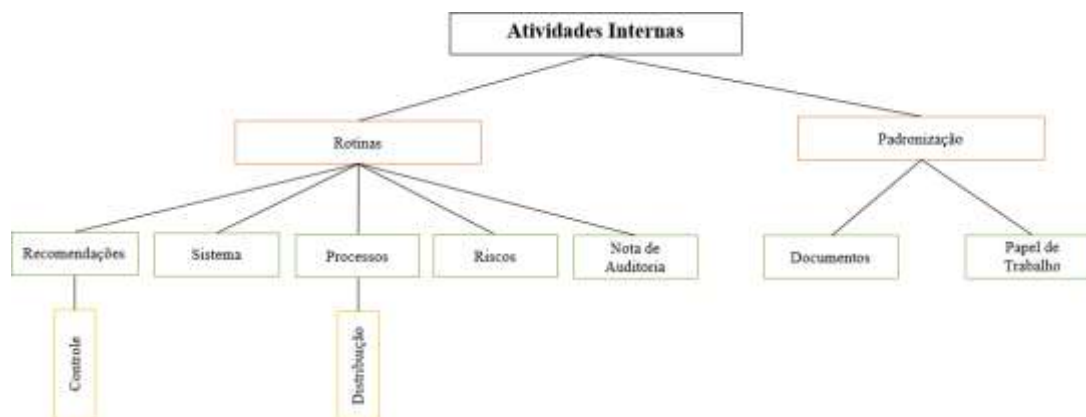 Atividades Internas
Rotinas
Padronização
Recomendações
Sistema
Processos
Riscos
Nota de
Auditoria
Documentos
Papel de
Trabalho
Controle
Distribuição